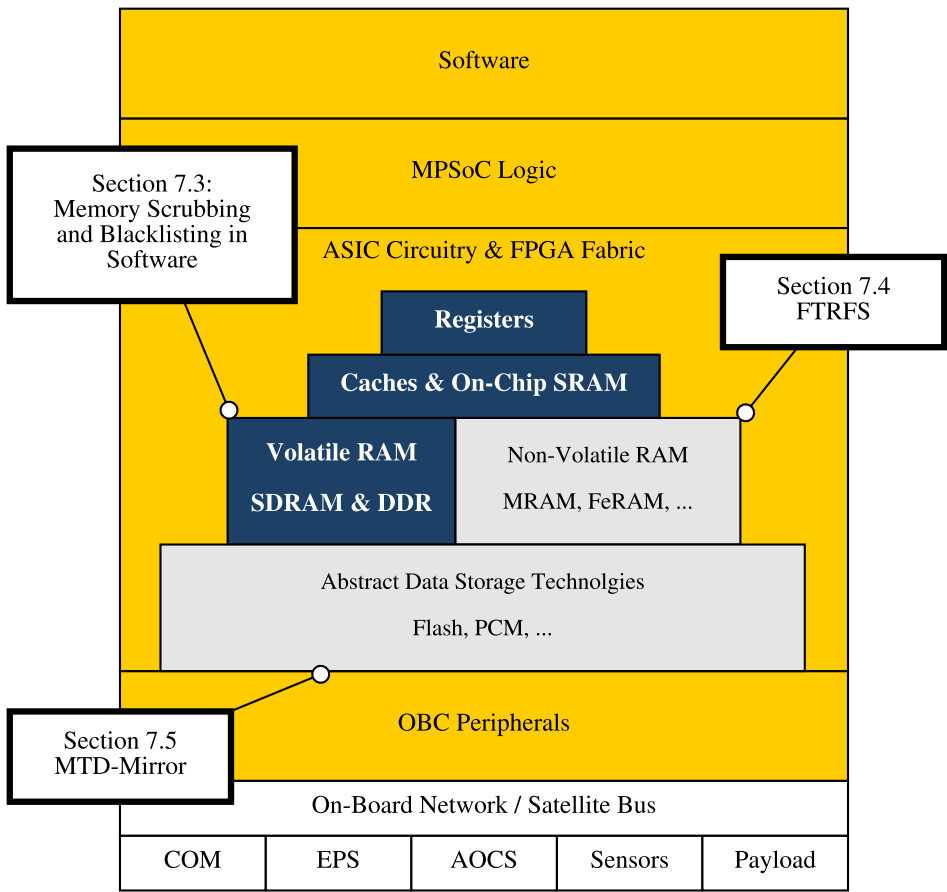 Software
MPSoC Logic
Section 7.3:
Memory Scrubbing
and Blacklisting in
Software
ASIC Circuitry & FPGA Fabric
Section 7.4
FTRFS
Registers
Caches & On-Chip SRAM
Volatile RAM
SDRAM & DDR
Non-Volatile RAM
MRAM, FeRAM, ...
Abstract Data Storage Technolgies
Flash, PCM, ...
OBC Peripherals
Section 7.5
MTD-Mirror
On-Board Network / Satellite Bus
COM
EPS
AOCS
Sensors
Payload